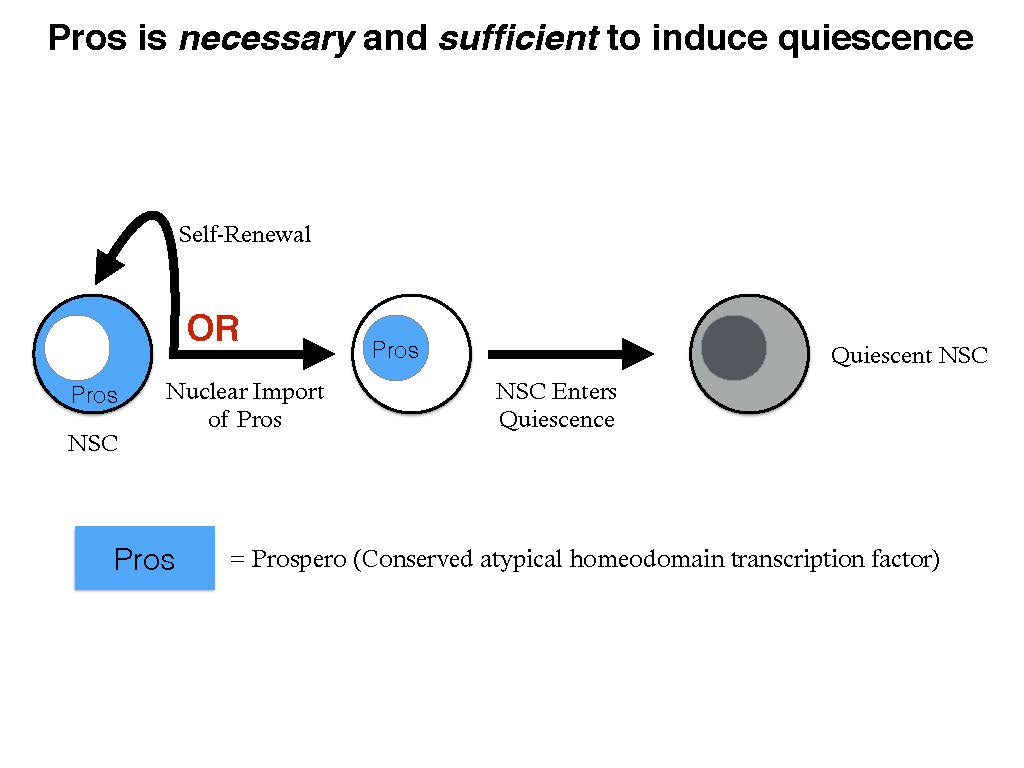 Pros is necessary and sufficient to induce quiescence
Self-Renewal
OR
Pros
NSC
Nuclear Import
of Pros
Pros
NSC Enters
Quiescence
Quiescent NSC
Pros
= Prospero (Conserved atypical homeodomain transcription factor)